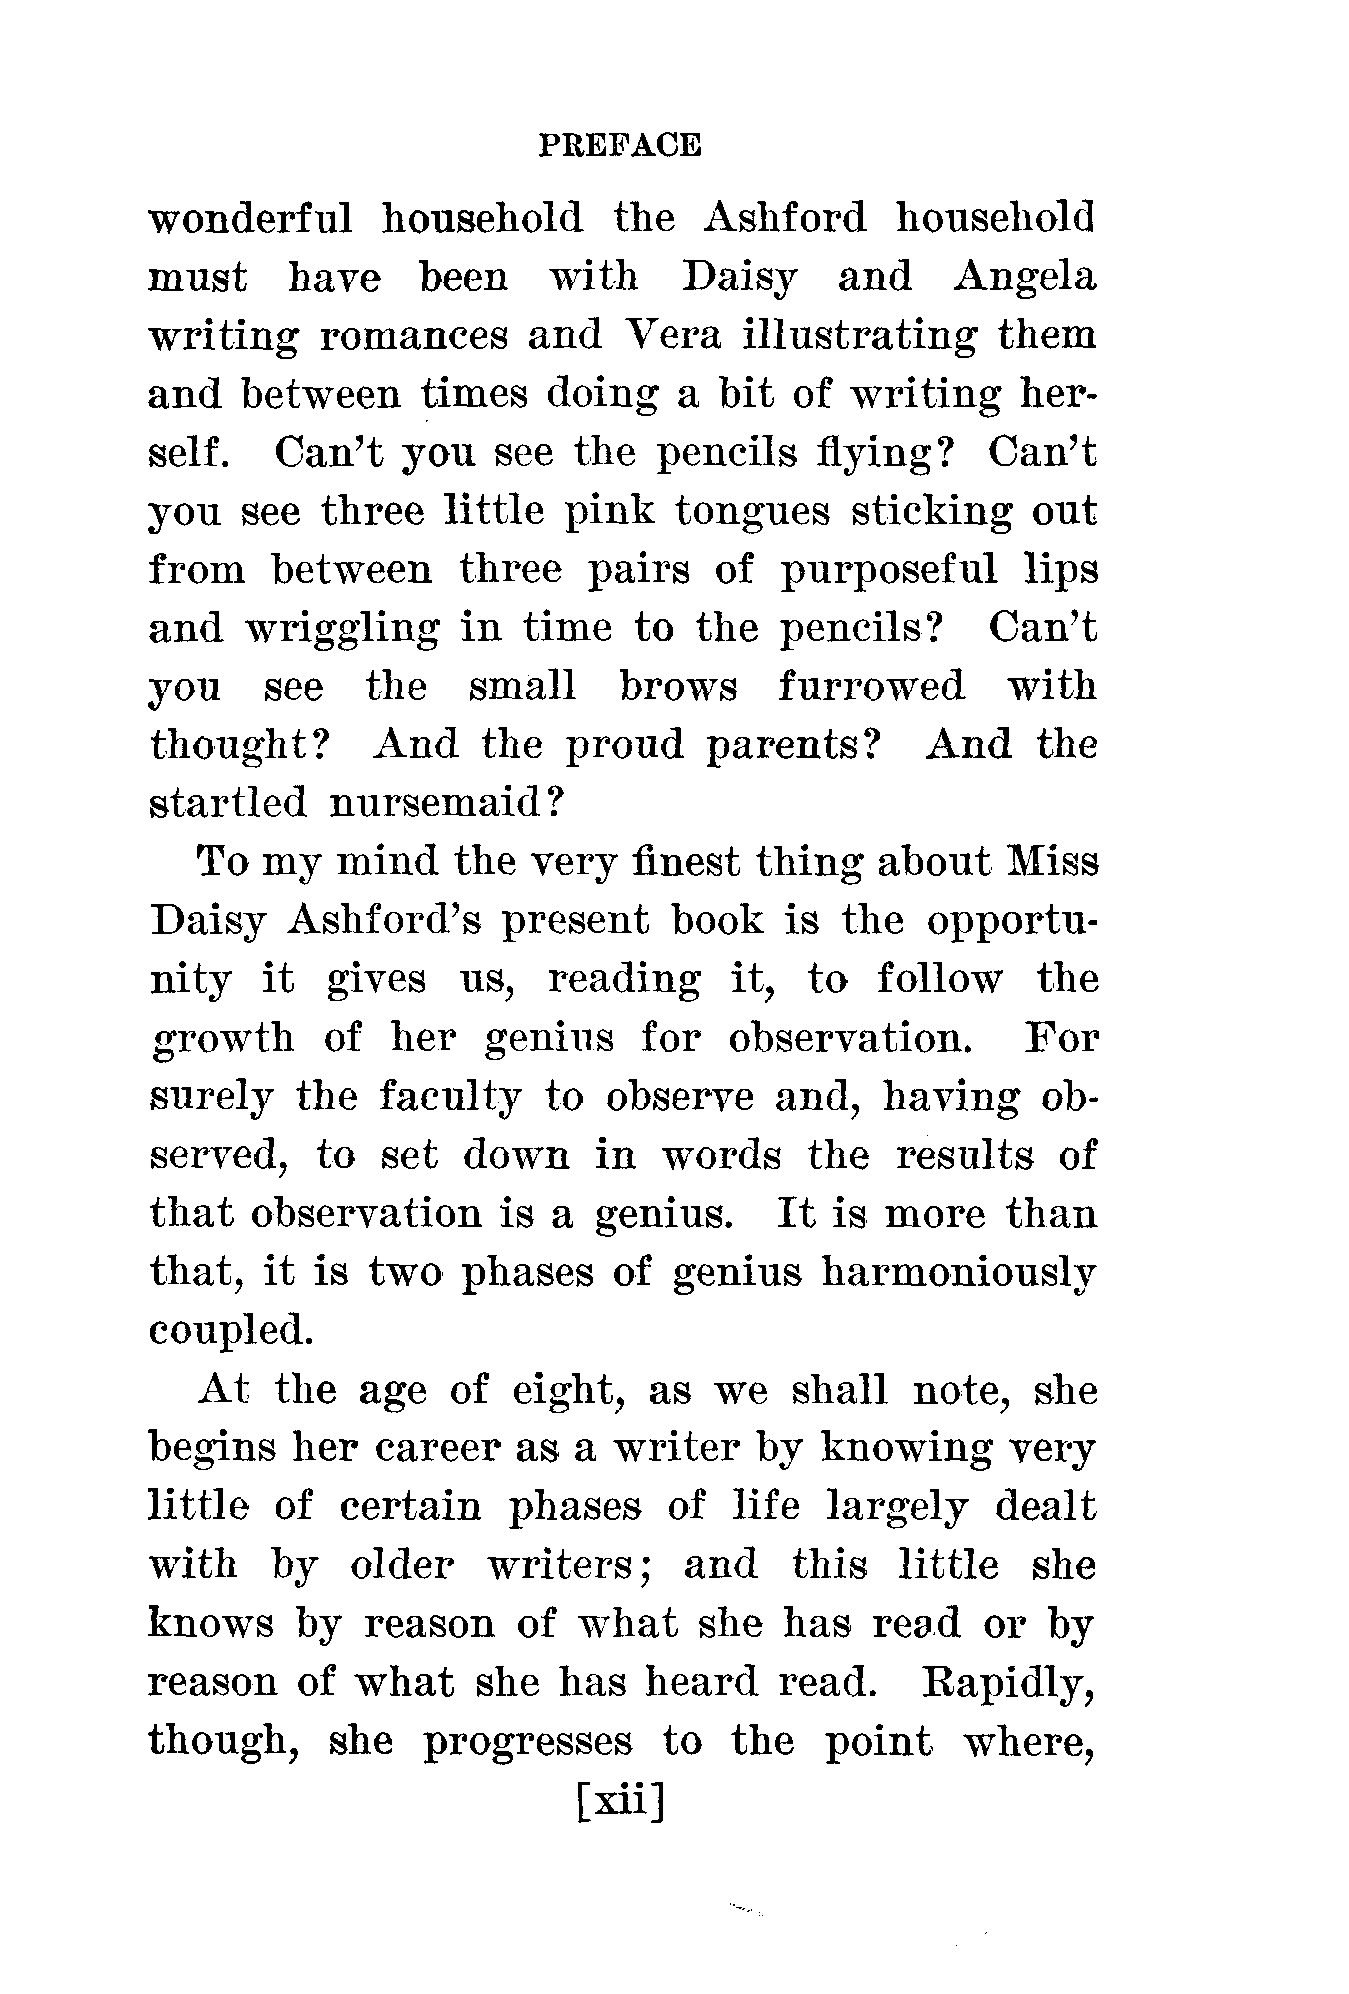 PREFACE
wonderful household the Ashford household
must have been with Daisy and Angela
writing romances and Vera illustrating them
and between times doing a bit of writing her-
self. Can't you see the pencils flying? Can't
you see three little pink tongues sticking out
from between three pairs of purposeful lips
and wriggling in time to the pencils? Can't
you see the small brows furrowed with
thought? And the proud parents? And the
startled nursemaid?
To my mind the very finest thing about Miss
Daisy Ashford's present book is the opportu-
nity it gives us, reading it, to follow the
growth of her genius for observation. For
surely the faculty to observe and, having ob-
served, to set down in words the results of
that observation is a genius. It is more than
that, it is two phases of genius harmoniously
coupled.
At the age of eight, as we shall note, she
begins her career as a writer by knowing very
little of certain phases of life largely dealt
with by older writers; and this little she
knows by reason of what she has read or by
reason of what she has heard read. Rapidly,
though, she progresses to the point where,
[xii]